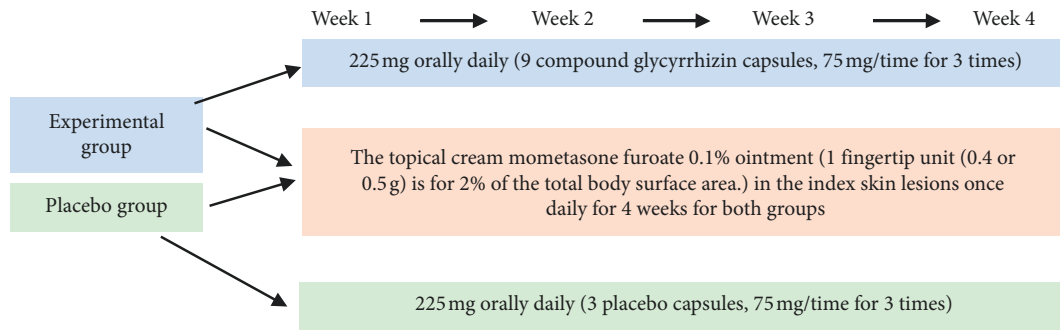 Week 1 Week 2 Week 3 Week 4
225 mg orally daily (9 compound glycyrrhizin capsules, 75 mg/time for 3 times)
Experimental
group
The topical cream mometasone furoate 0.1% ointment (1 fingertip unit (0.4 or
0.5 g) is for 2% of the total body surface area.) in the index skin lesions once
daily for 4 weeks for both groups
Placebo group
225 mg orally daily (3 placebo capsules, 75 mg/time for 3 times)